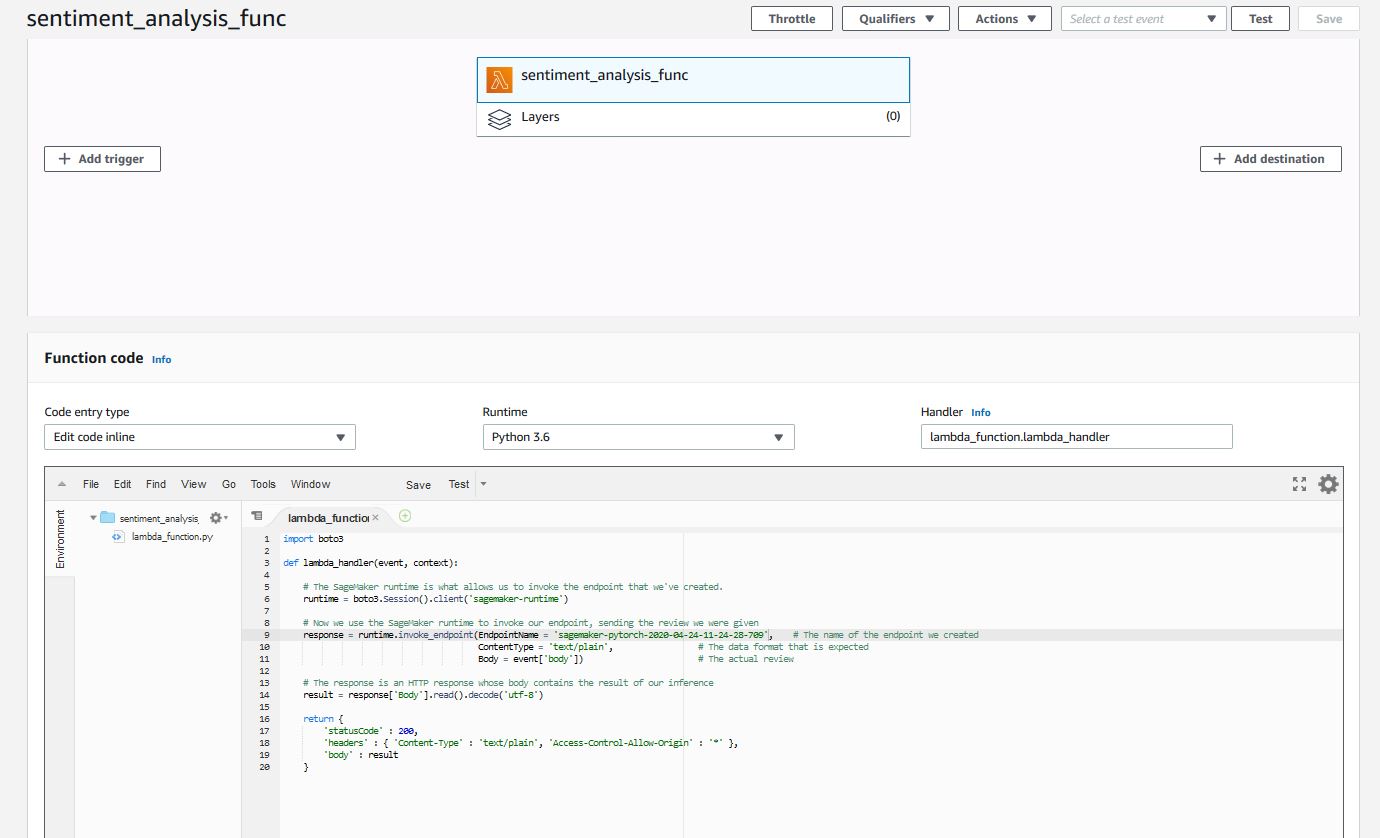 sentiment_analysis_func
Throttle Qualifiers Actions Select a test event Test Save
sentiment_analysis_func
Layers (0)
+ Add trigger + Add destination
Function code Info
Code entry type Runtime Handler Info
Edit code inline Python 3.6 lambda_function.lambda_handler
File Edit Find View Go Tools Window Save Test
Environment
sentiment_analysis_
lambda_function.py
lambda_function ×
1 import boto3
2
3 def lambda_handler(event, context):
4
5 # The SageMaker runtime is what allows us to invoke the endpoint that we've created.
6 runtime = boto3.Session().client('sagemaker-runtime')
7
8 # Now we use the SageMaker runtime to invoke our endpoint, sending the review we were given
9 response = runtime.invoke_endpoint(EndpointName = 'sagemaker-pytorch-2020-04-24-11-24-28-709', # The name of the endpoint we created
10 ContentType = 'text/plain', # The data format that is expected
11 Body = event['body']) # The actual review
12
13 # The response is an HTTP response whose body contains the result of our inference
14 result = response['Body'].read().decode('utf-8')
15
16 return {
17 'statusCode' : 200,
18 'headers' : { 'Content-Type' : 'text/plain', 'Access-Control-Allow-Origin' : '*' },
19 'body' : result
20 }